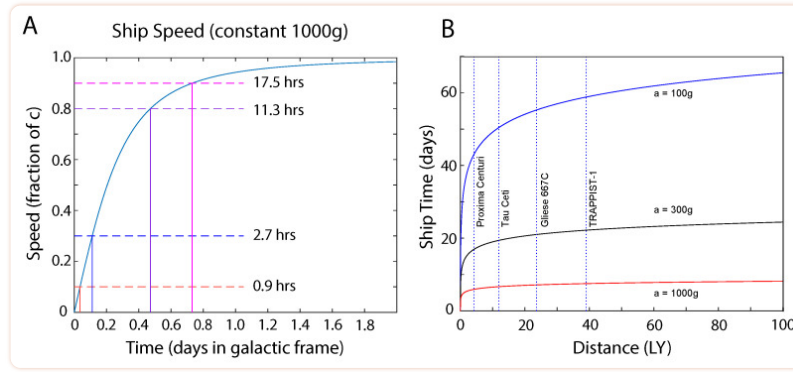 A
Ship Speed (constant 1000g)
1.0
0.8
0.6
0.4
0.2
0
17.5 hrs
11.3 hrs
2.7 hrs
0.9 hrs
0 0.2 0.4 0.6 0.8 1.0 1.2 1.4 1.6 1.8
Speed (fraction of c)
Time (days in galactic frame)
B
60
40
20
0
a = 100g
a = 300g
a = 1000g
Proxima Centuri
Tau Ceti
Gliese 667C
TRAPPIST-1
0 20 40 60 80 100
Ship Time (days)
Distance (LY)